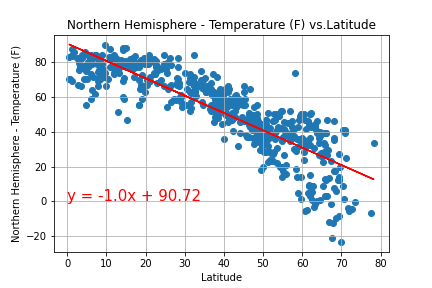 Northern Hemisphere - Temperature (F) vs.Latitude
Northern Hemisphere - Temperature (F)
80
60
40
20
0
−20
y = -1.0x + 90.72
0 10 20 30 40 50 60 70 80
Latitude